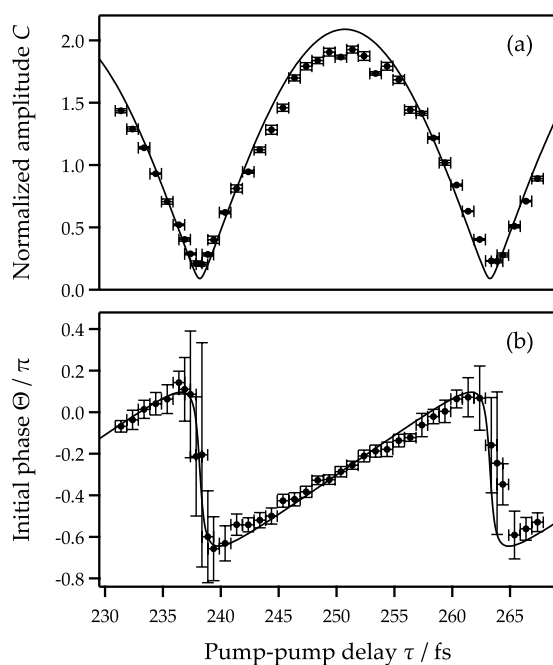 Normalized amplitude C
2.0
1.5
1.0
0.5
0.0
(a)
Initial phase Θ / π
0.4
0.2
0.0
-0.2
-0.4
-0.6
-0.8
(b)
230 235 240 245 250 255 260 265
Pump-pump delay τ / fs